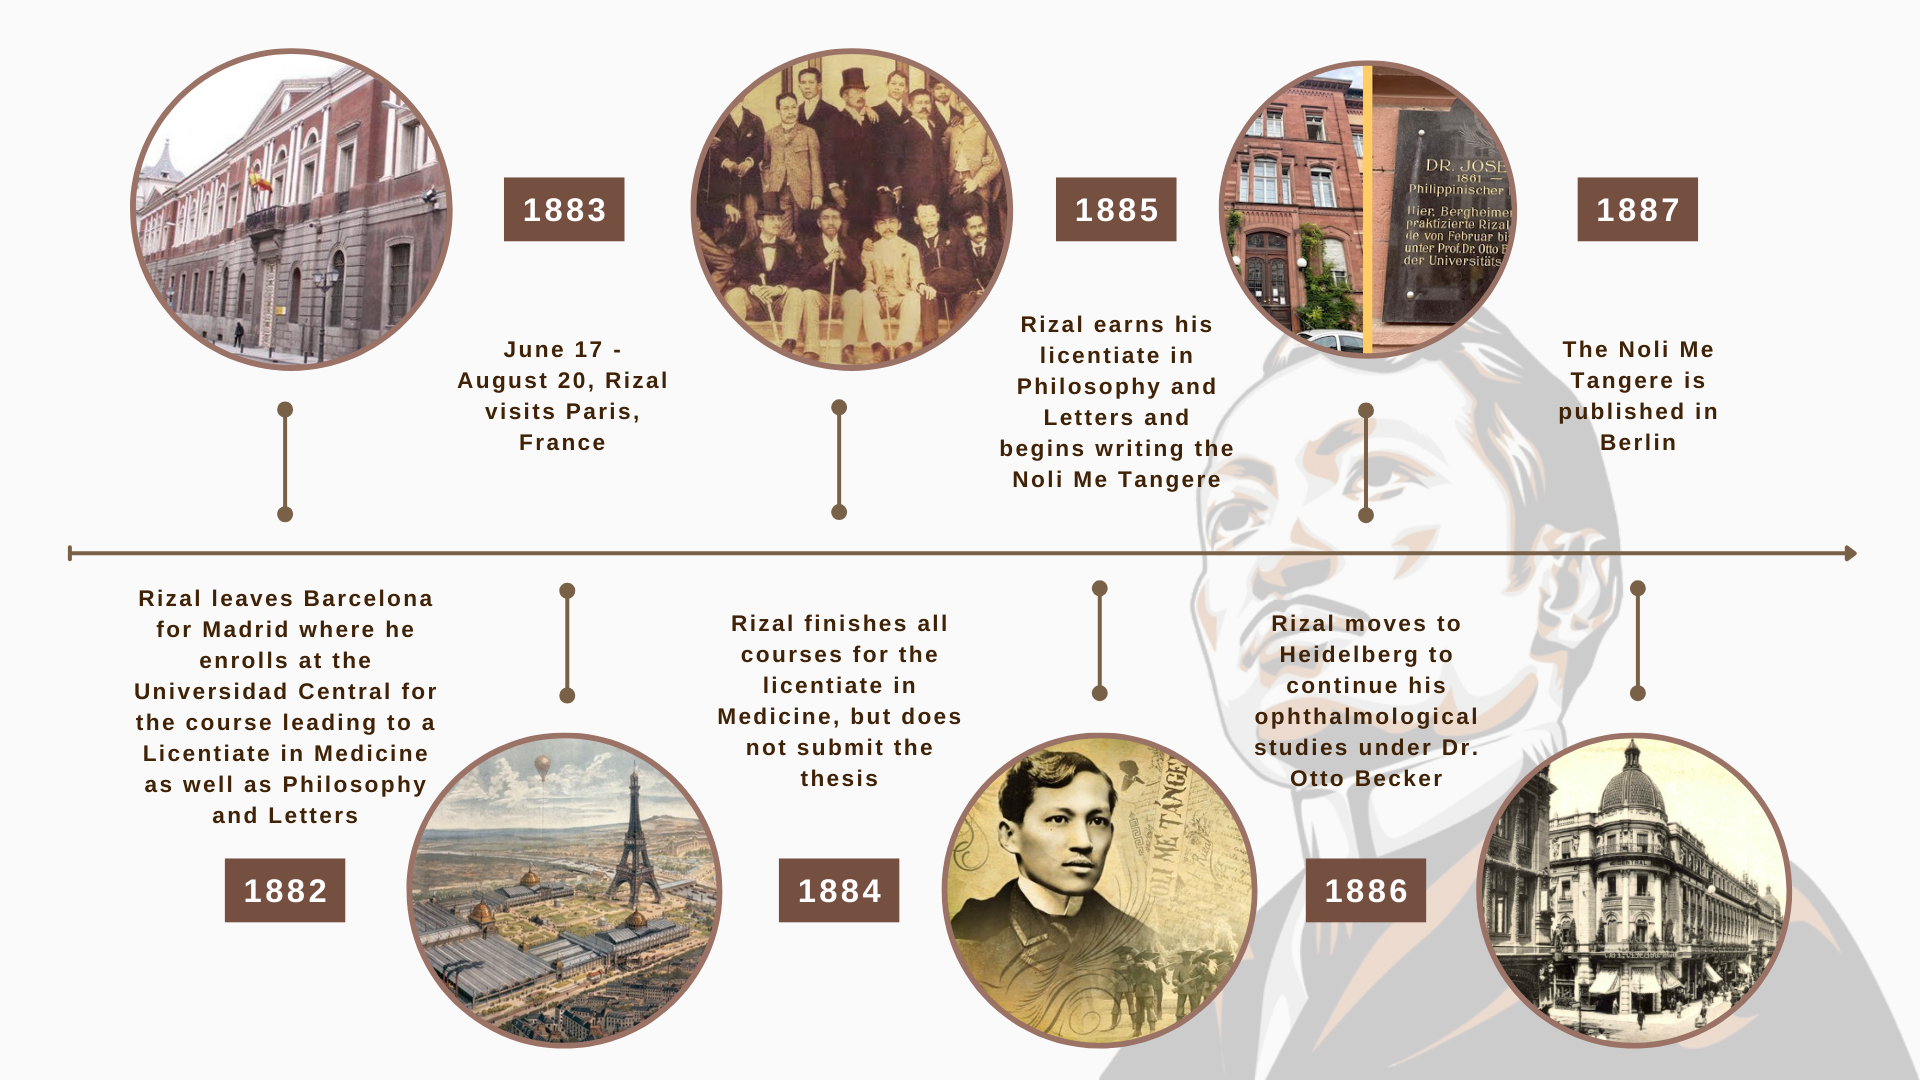 1883
June 17 -
August 20, Rizal
visits Paris,
France
1885
Rizal earns his
licentiate in
Philosophy and
Letters and
begins writing the
Noli Me Tangere
DR. JOSE
1861 —
Philippinischer
Hier, Bergheimer
praktizierte Rizal
de von Februar bi
unter Prof.Dr. Otto B
der Universitäts
1887
The Noli Me
Tangere is
published in
Berlin
Rizal leaves Barcelona
for Madrid where he
enrolls at the
Universidad Central for
the course leading to a
Licentiate in Medicine
as well as Philosophy
and Letters
1882
Rizal finishes all
courses for the
licentiate in
Medicine, but does
not submit the
thesis
1884
NOLI ME TÁNGE
Rizal moves to
Heidelberg to
continue his
ophthalmological
studies under Dr.
Otto Becker
1886